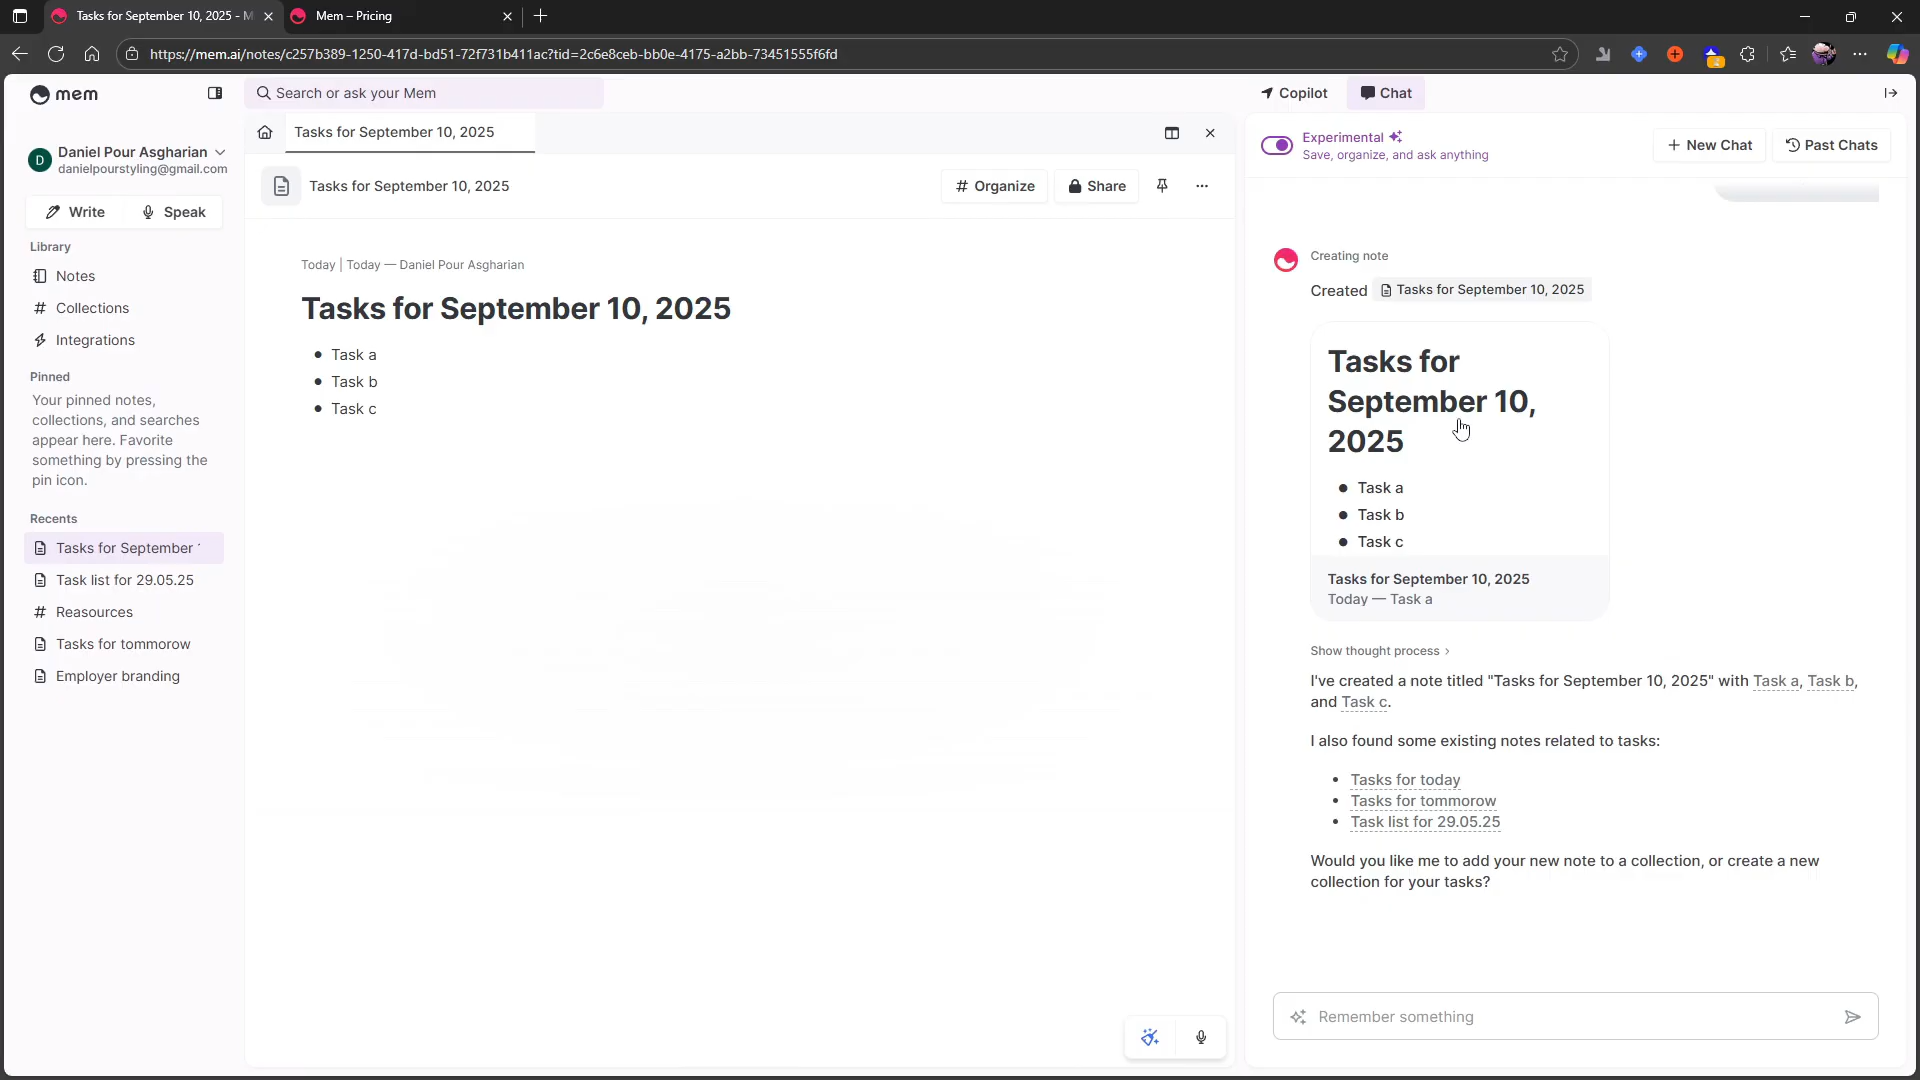 Tasks for September 10, 2025 - M
Mem – Pricing
https://mem.ai/notes/c257b389-1250-417d-bd51-72f731b411ac?tid=2c6e8ceb-bb0e-4175-a2bb-73451555f6fd
2
mem
Search or ask your Mem
Copilot
Chat
D
Daniel Pour Asgharian
danielpourstyling@gmail.com
Write
Speak
Library
Notes
Collections
Integrations
Pinned
Your pinned notes,
collections, and searches
appear here. Favorite
something by pressing the
pin icon.
Recents
Tasks for September
Task list for 29.05.25
Reasources
Tasks for tommorow
Employer branding
Tasks for September 10, 2025
Tasks for September 10, 2025
Organize
Share
Today | Today — Daniel Pour Asgharian
Tasks for September 10, 2025
Task a
Task b
Task c
Experimental
Save, organize, and ask anything
New Chat
Past Chats
Creating note
Created Tasks for September 10, 2025
Tasks for
September 10,
2025
Task a
Task b
Task c
Tasks for September 10, 2025
Today — Task a
Show thought process >
I've created a note titled "Tasks for September 10, 2025" with Task a, Task b,
and Task c.
I also found some existing notes related to tasks:
Tasks for today
Tasks for tommorow
Task list for 29.05.25
Would you like me to add your new note to a collection, or create a new
collection for your tasks?
Remember something